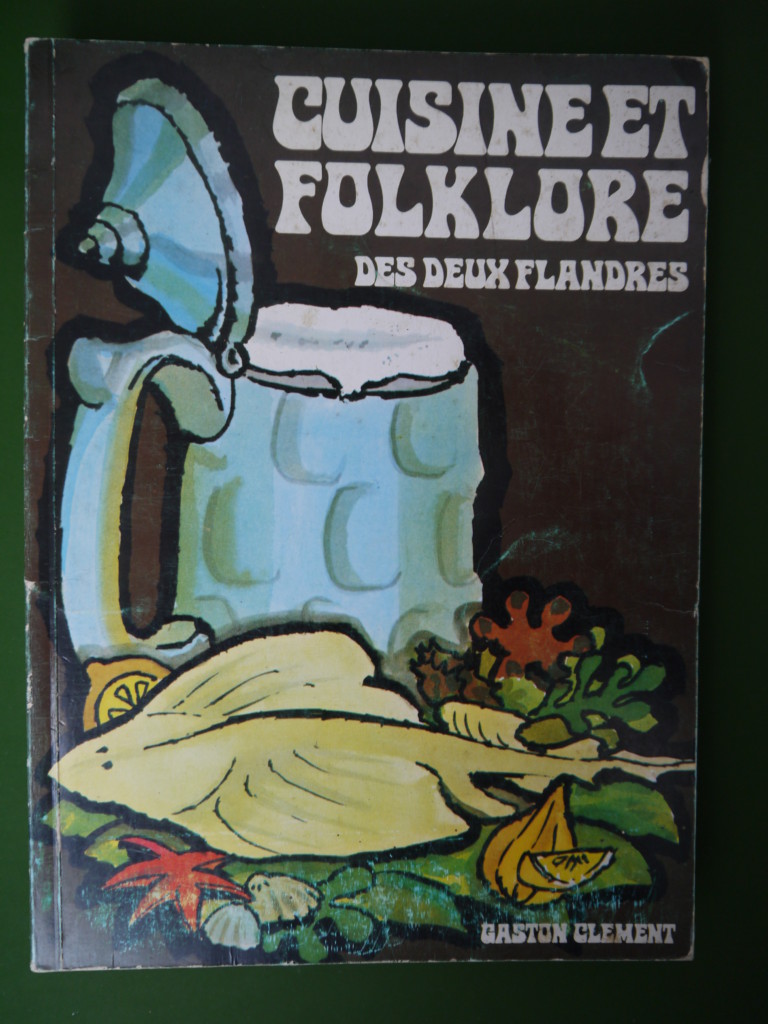 CUISINE ET
FOLKLORE
DES DEUX FLANDRES
GASTON CLEMENT